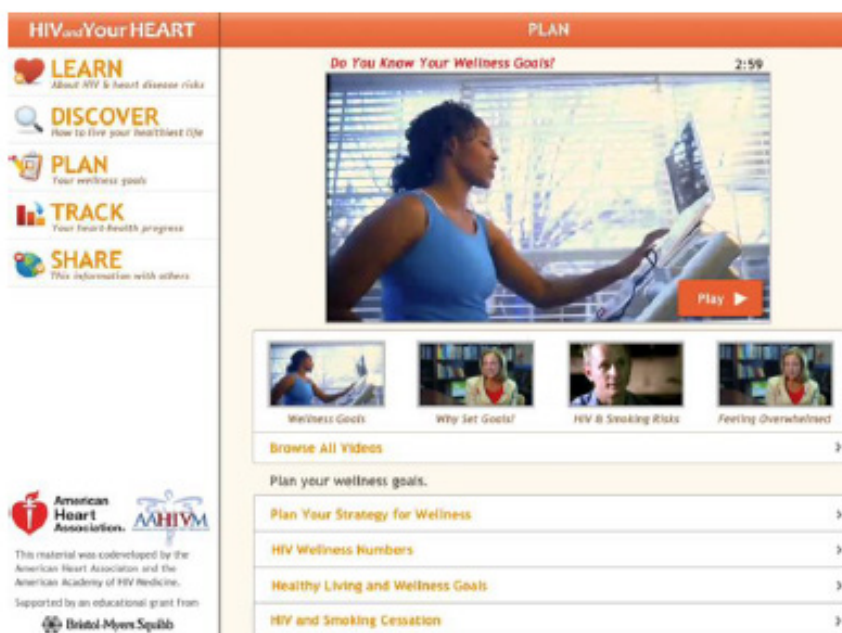 HIV and Your HEART
PLAN
LEARN
About HIV & heart disease risks
DISCOVER
How to live your healthiest life
PLAN
Your wellness goals
TRACK
Your heart-health progress
SHARE
This information with others
American
Heart
Association®
AAHIVM
This material was codeveloped by the
American Heart Association and the
American Academy of HIV Medicine.
Supported by an educational grant from
Bristol-Myers Squibb
Do You Know Your Wellness Goals?
2:59
Play
Wellness Goals
Why Set Goals?
HIV & Smoking Risks
Feeling Overwhelmed
Browse All Videos
Plan your wellness goals.
Plan Your Strategy for Wellness
HIV Wellness Numbers
Healthy Living and Wellness Goals
HIV and Smoking Cessation